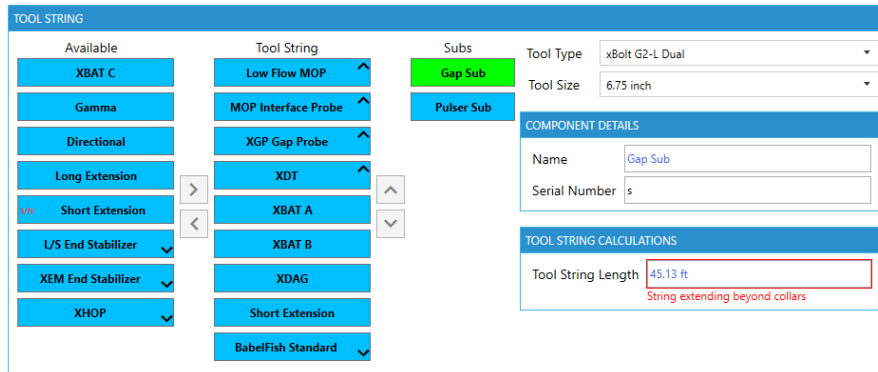 TOOL STRING
Available
XBAT C
Gamma
Directional
Long Extension
S/N Short Extension
L/S End Stabilizer
XEM End Stabilizer
XHOP
Tool String
Low Flow MOP
MOP Interface Probe
XGP Gap Probe
XDT
XBAT A
XBAT B
XDAG
Short Extension
BabelFish Standard
Subs
Gap Sub
Pulser Sub
Tool Type xBolt G2-L Dual
Tool Size 6.75 inch
COMPONENT DETAILS
Name Gap Sub
Serial Number s
TOOL STRING CALCULATIONS
Tool String Length 45.13 ft
String extending beyond collars